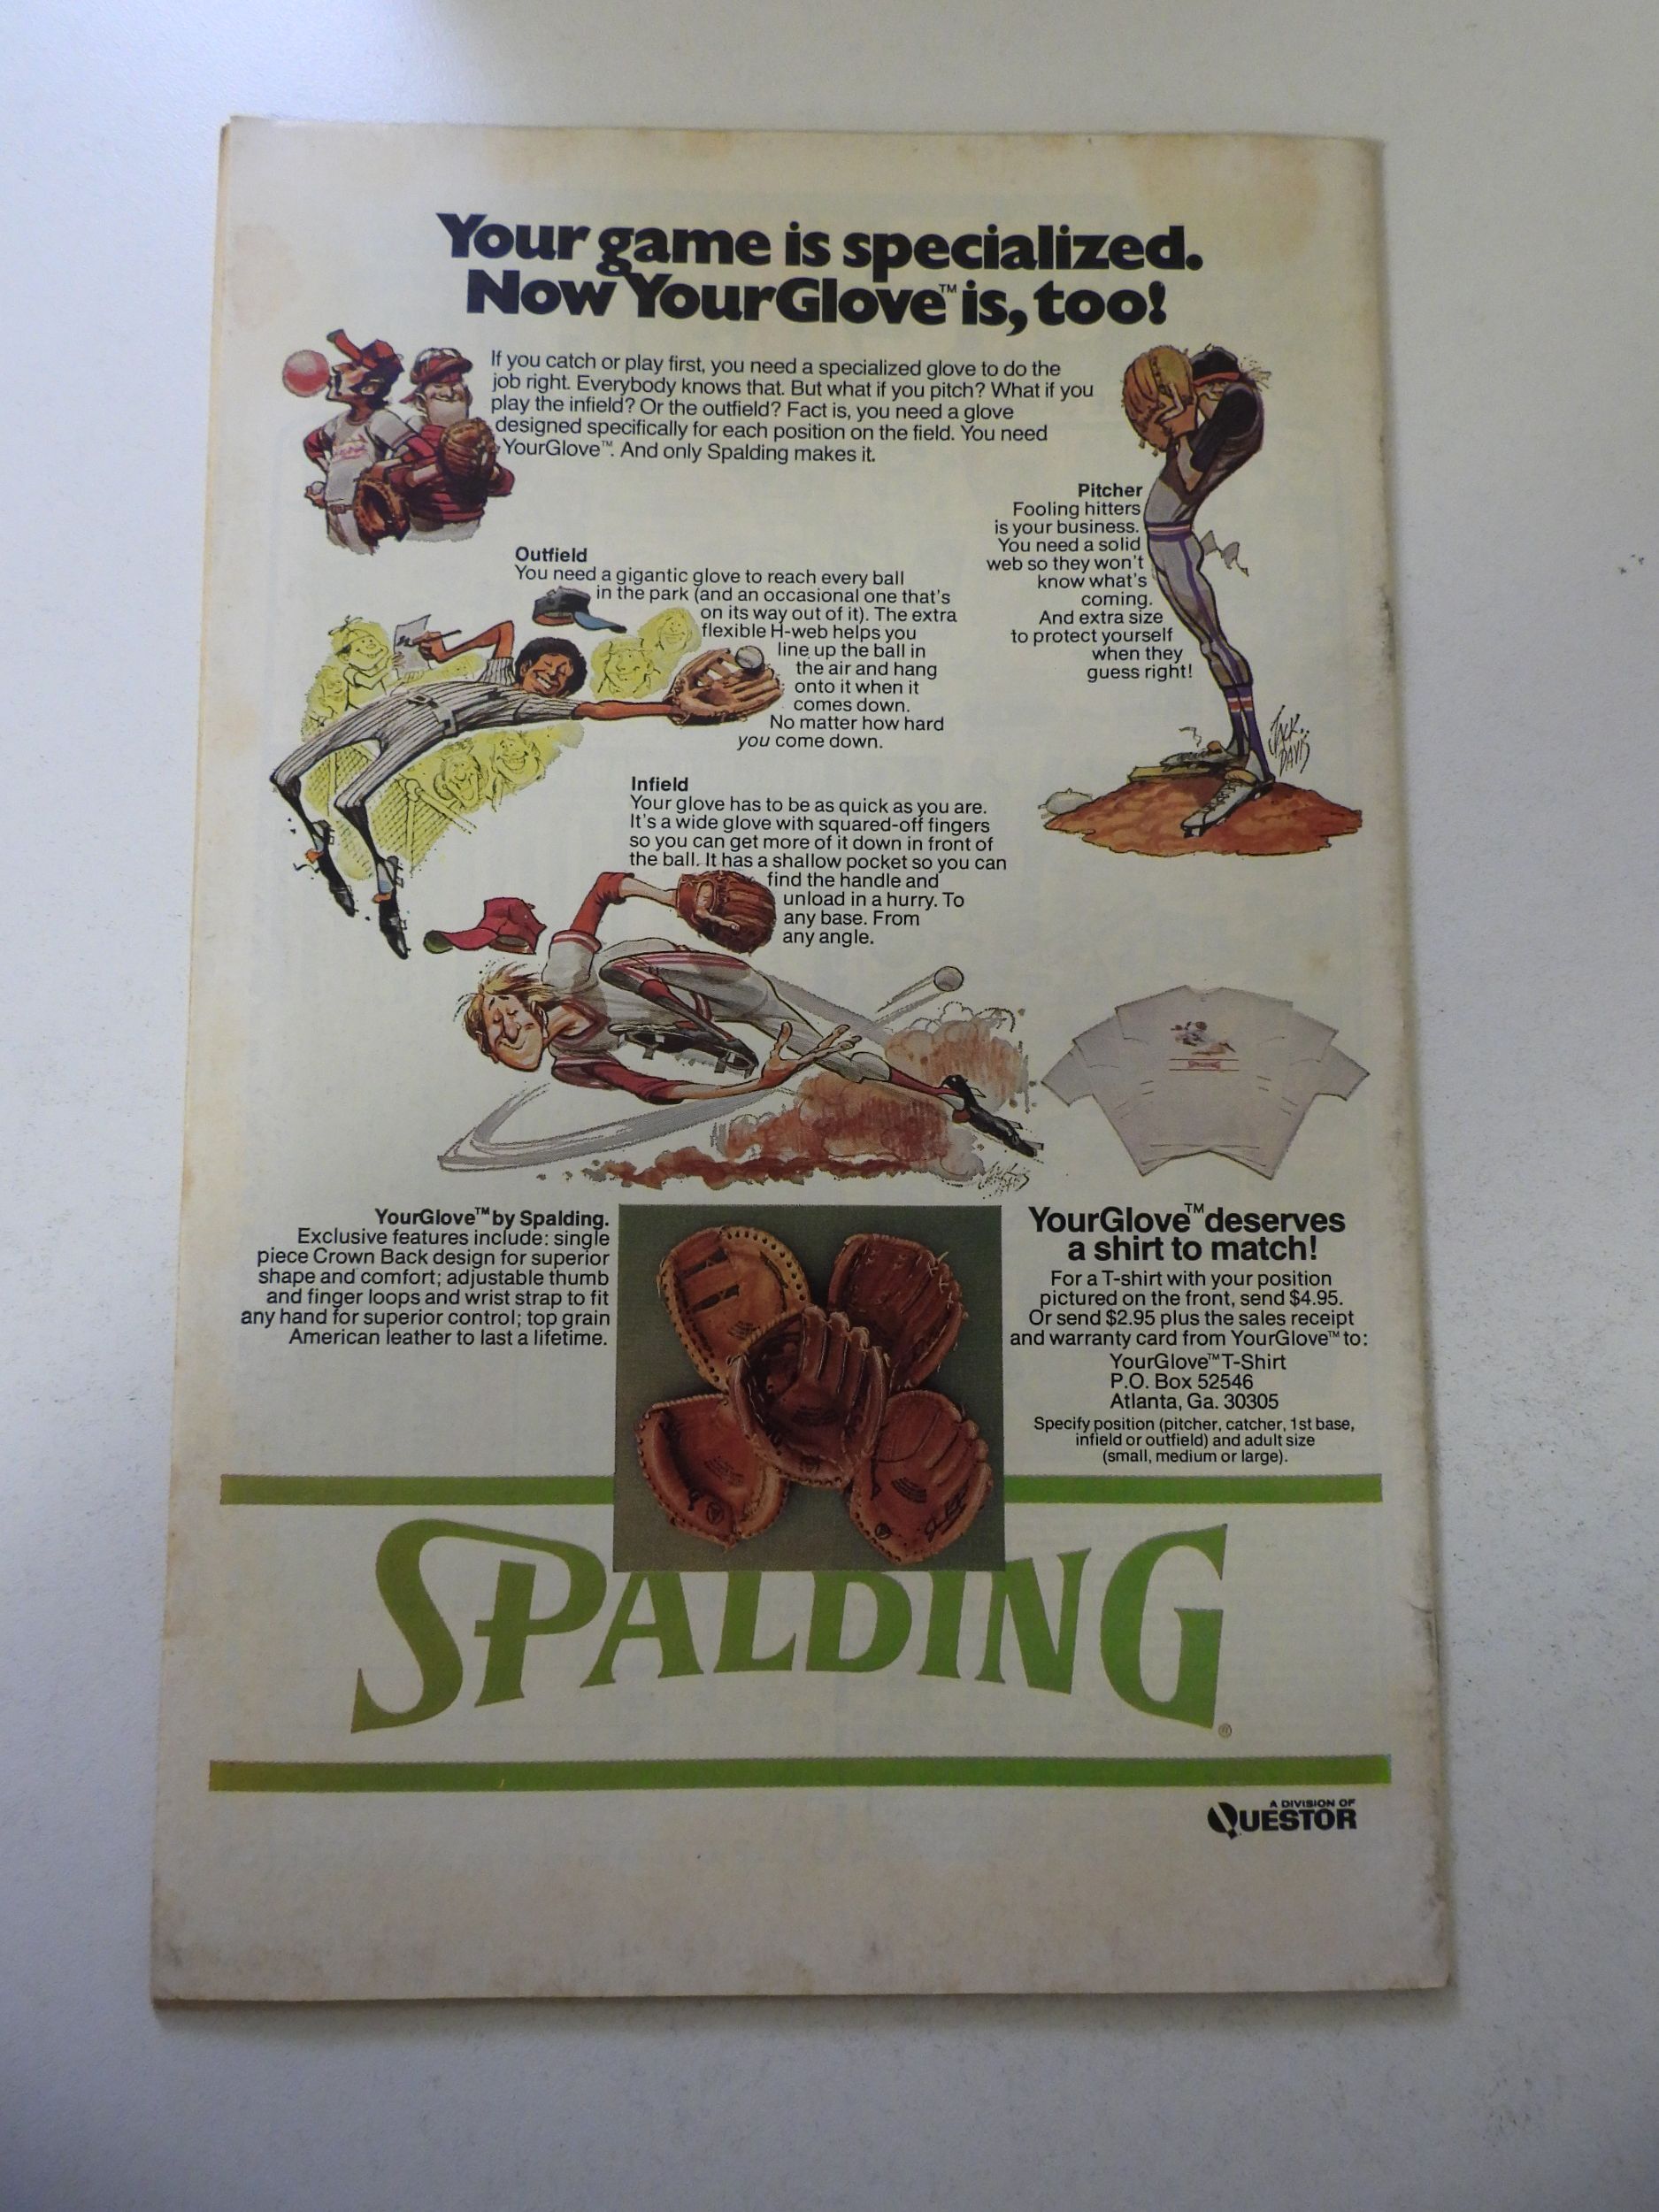 Your game is specialized.
Now YourGlove™ is, too!
If you catch or play first, you need a specialized glove to do the
job right. Everybody knows that. But what if you pitch? What if you
play the infield? Or the outfield? Fact is, you need a glove
designed specifically for each position on the field. You need
YourGlove™. And only Spalding makes it.
Pitcher
Fooling hitters
is your business.
You need a solid
web so they won't
know what's
coming.
And extra size
to protect yourself
when they
guess right!
JACK
DAVIS
Outfield
You need a gigantic glove to reach every ball
in the park (and an occasional one that's
on its way out of it). The extra
flexible H-web helps you
line up the ball in
the air and hang
onto it when it
comes down.
No matter how hard
you come down.
Infield
Your glove has to be as quick as you are.
It's a wide glove with squared-off fingers
so you can get more of it down in front of
the ball. It has a shallow pocket so you can
find the handle and
unload in a hurry. To
any base. From
any angle.
SPALDING
YourGlove™ by Spalding.
Exclusive features include: single
piece Crown Back design for superior
shape and comfort; adjustable thumb
and finger loops and wrist strap to fit
any hand for superior control; top grain
American leather to last a lifetime.
YourGlove™ deserves
a shirt to match!
For a T-shirt with your position
pictured on the front, send $4.95.
Or send $2.95 plus the sales receipt
and warranty card from YourGlove™ to:
YourGlove™ T-Shirt
P.O. Box 52546
Atlanta, Ga. 30305
Specify position (pitcher, catcher, 1st base,
infield or outfield) and adult size
(small, medium or large).
SPALDING®
A DIVISION OF
QUESTOR